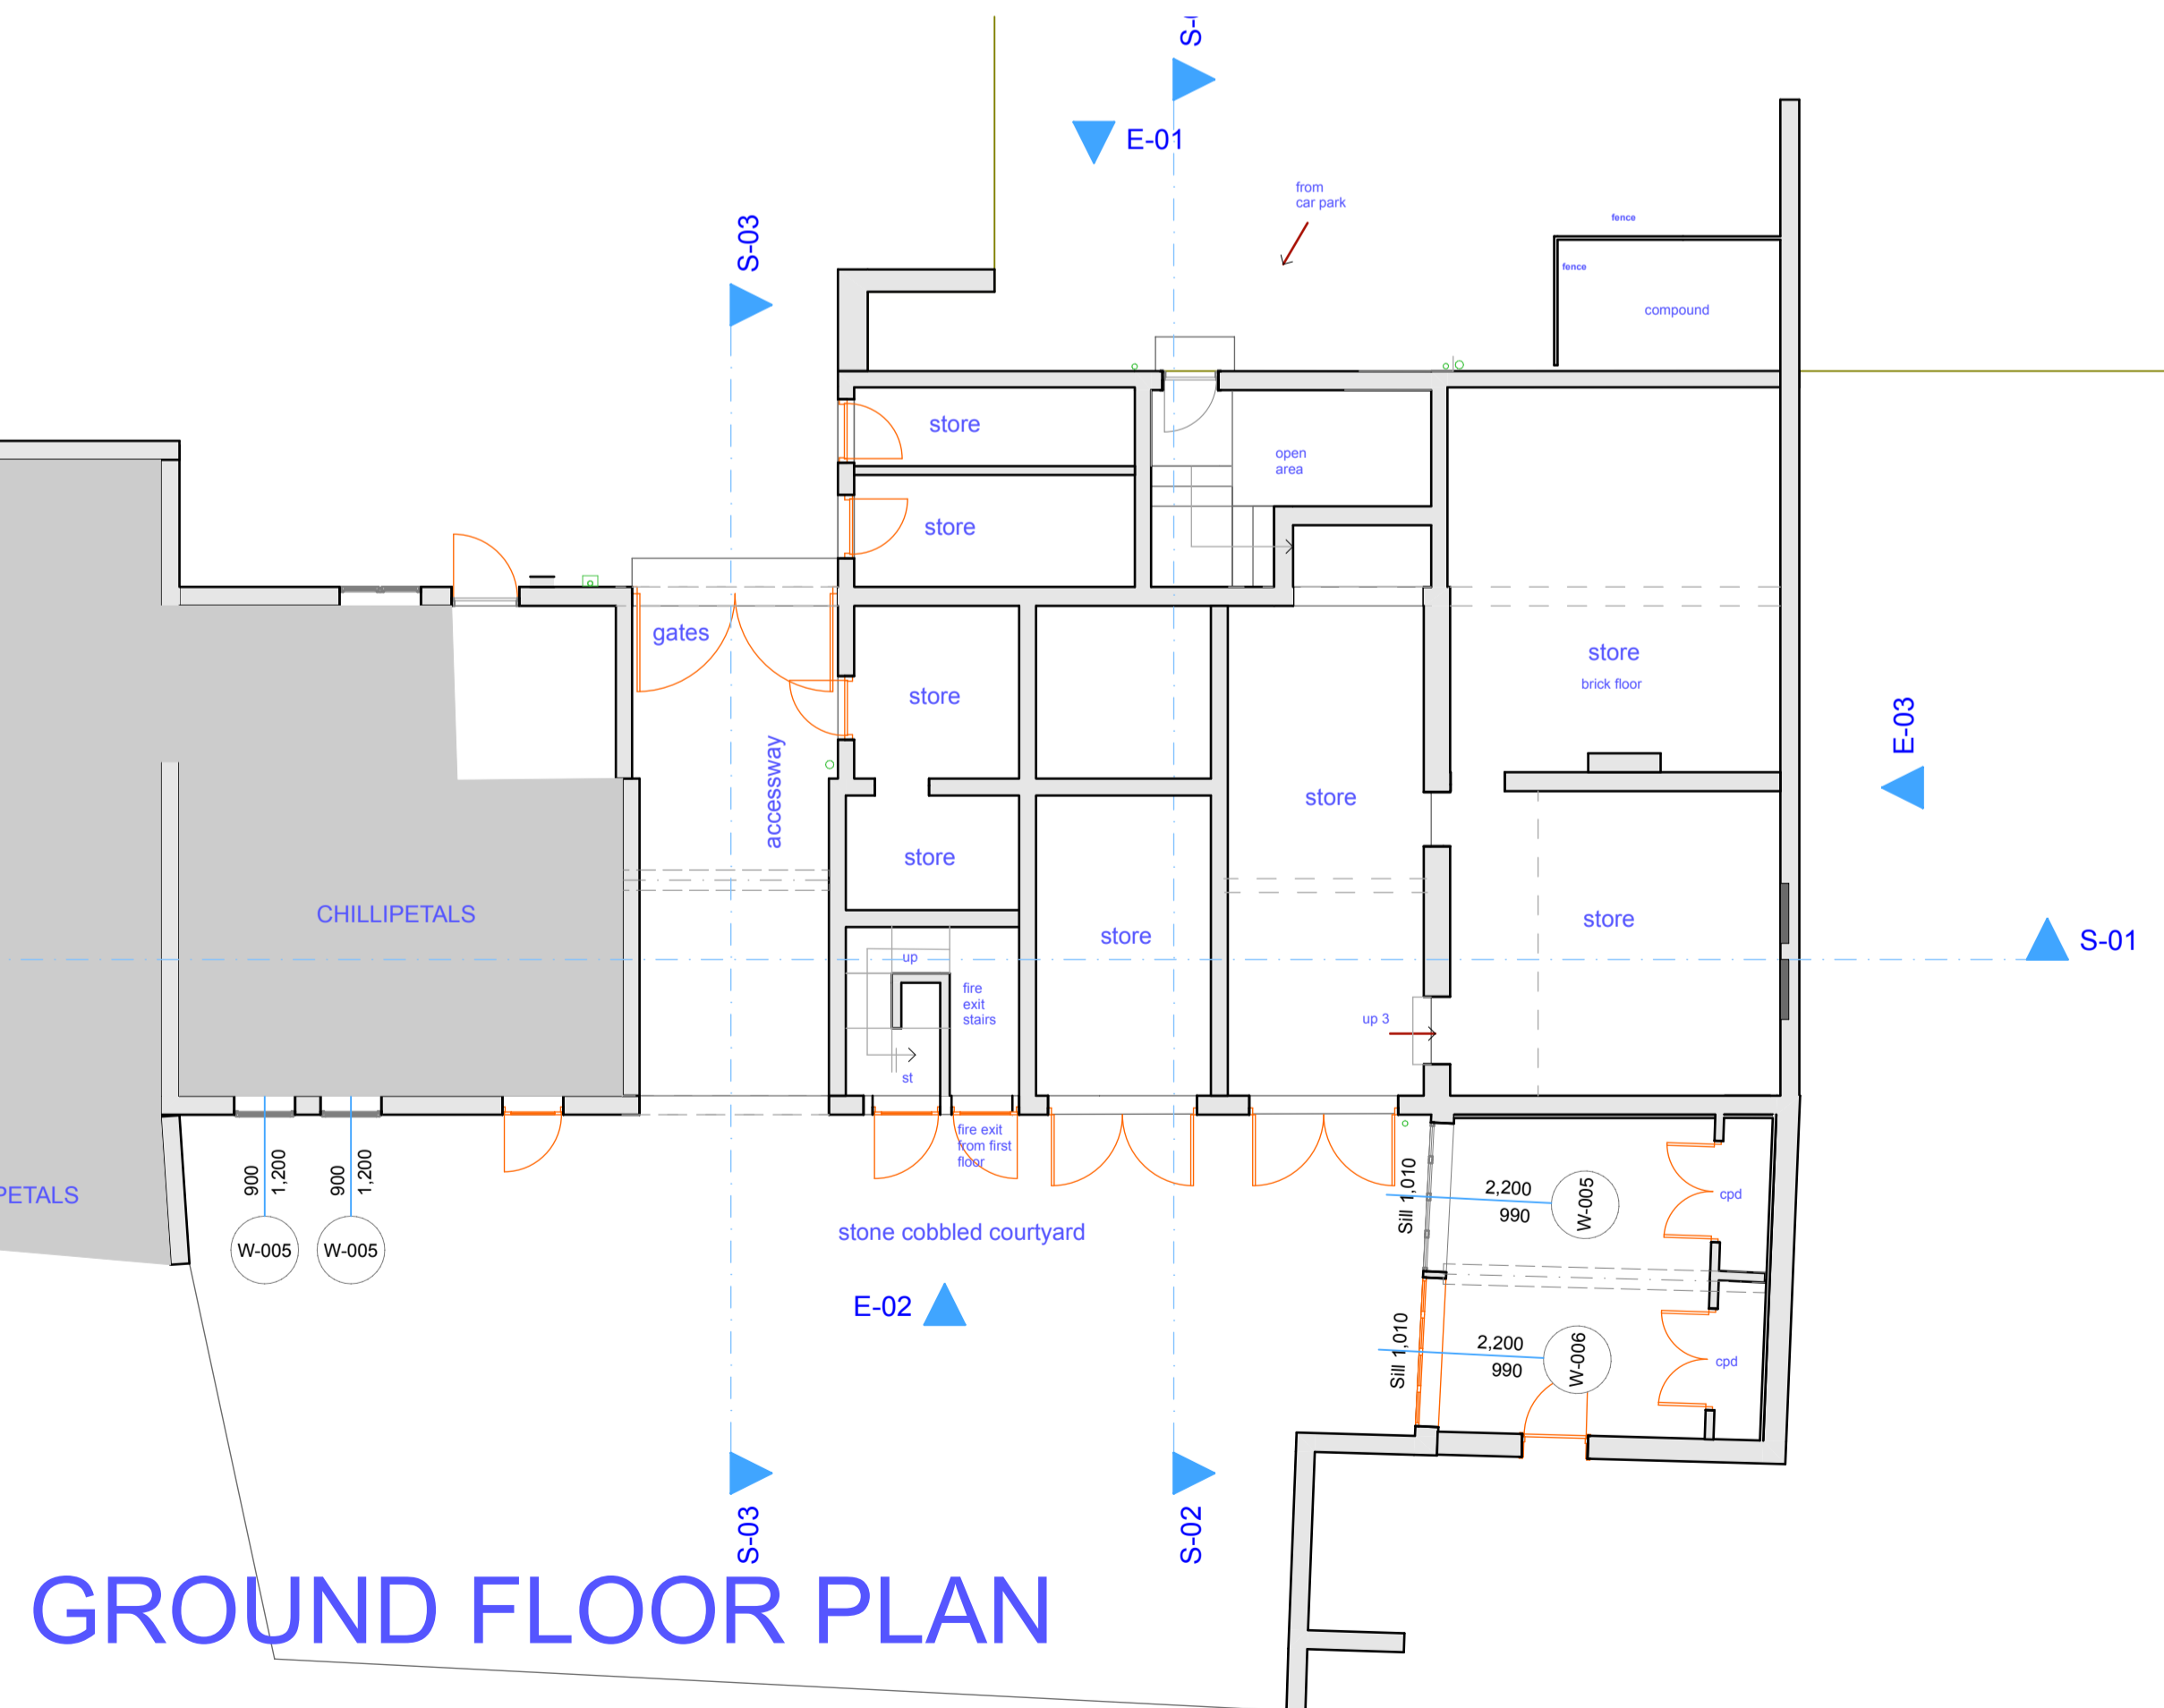 S-03
E-01
from
car park
fence
fence
compound
store
open
area
store
gates
store
brick floor
store
E-03
accessway
store
store
CHILLIPETALS
store
store
S-01
up
fire
exit
stairs
up 3
st
fire exit
from first
floor
900
1,200
900
1,200
W-005
W-005
PETALS
stone cobbled courtyard
E-02
Sill 1,010
2,200
990
W-005
cpd
Sill 1,010
2,200
990
W-006
cpd
S-03
S-02
GROUND FLOOR PLAN